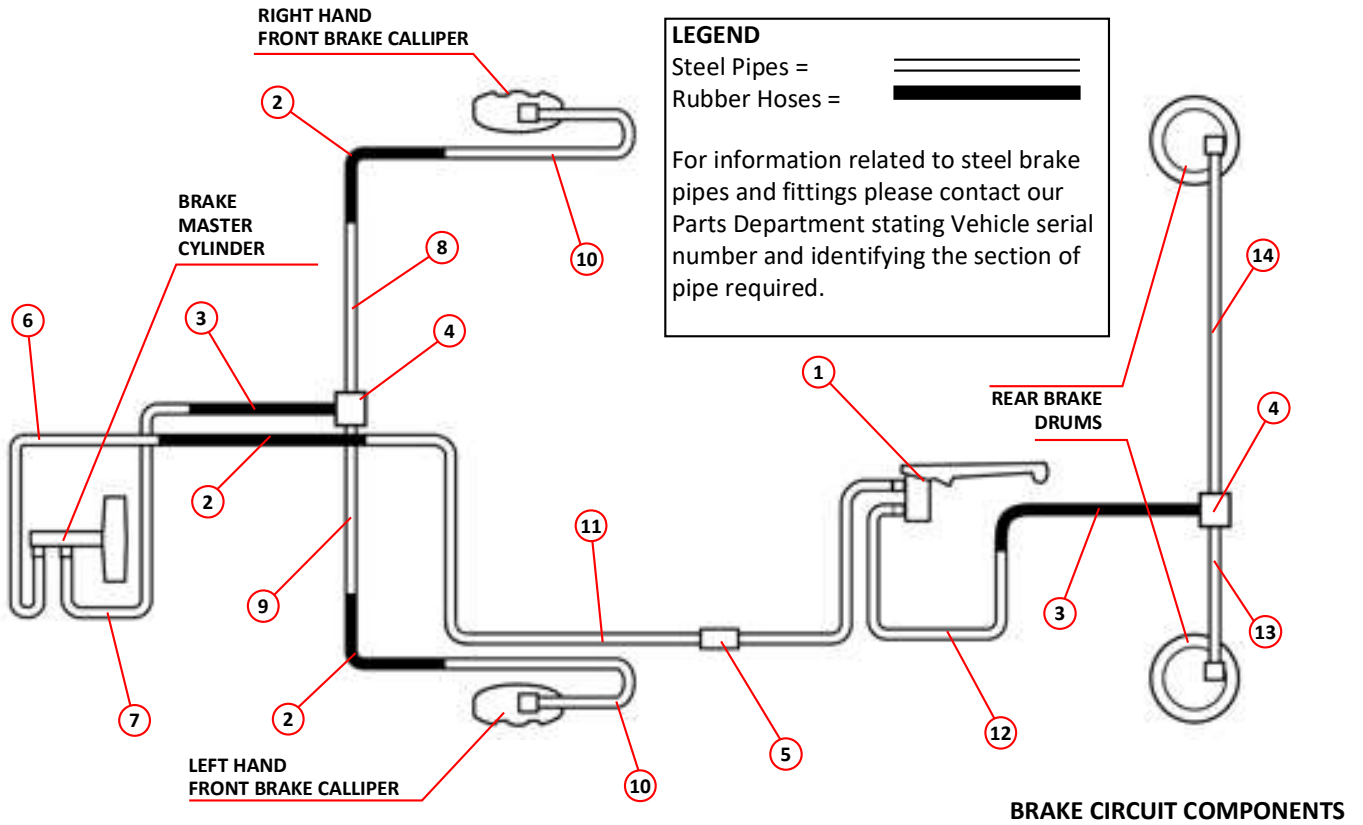 RIGHT HAND
FRONT BRAKE CALLIPER
LEGEND
Steel Pipes =
Rubber Hoses =
For information related to steel brake
pipes and fittings please contact our
Parts Department stating Vehicle serial
number and identifying the section of
pipe required.
2
BRAKE
MASTER
CYLINDER
8
10
14
6
3
4
1
REAR BRAKE
DRUMS
4
2
11
9
3
13
7
2
5
12
LEFT HAND
FRONT BRAKE CALLIPER
10
BRAKE CIRCUIT COMPONENTS